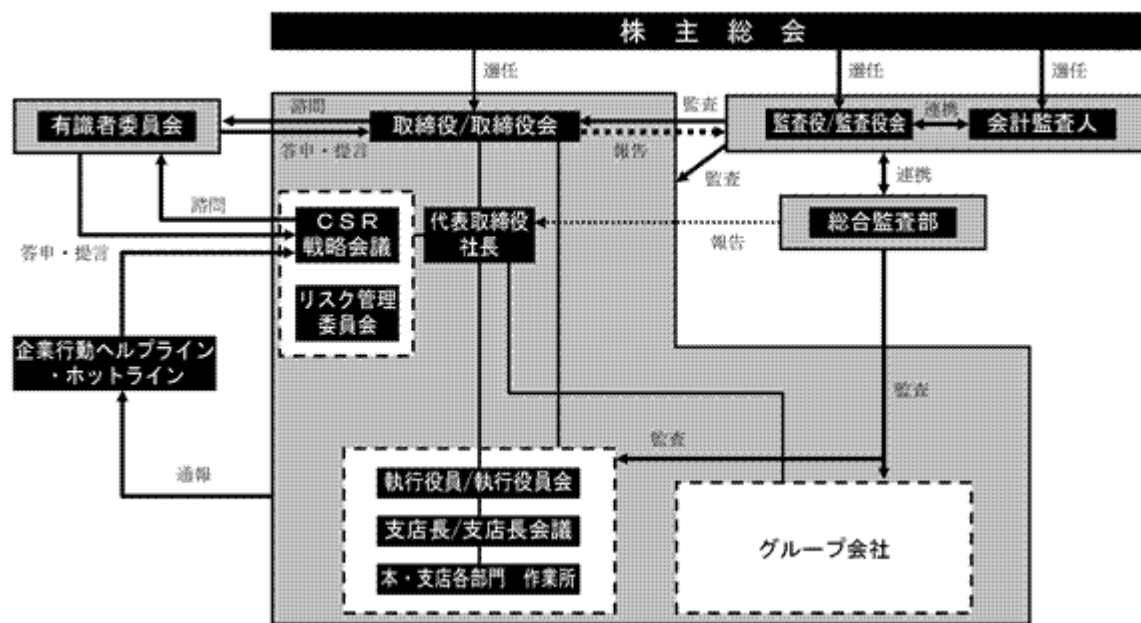 株主総会
選任
選任
選任
諮問
監査
有識者委員会
取締役/取締役会
監査役/監査役会
連携
会計監査人
答申・提言
報告
監査
連携
諮問
CSR
戦略会議
代表取締役
社長
総合監査部
答申・提言
報告
リスク管理
委員会
企業行動ヘルプライン
・ホットライン
監査
通報
監査
執行役員/執行役員会
支店長/支店長会議
グループ会社
本・支店各部門 作業所